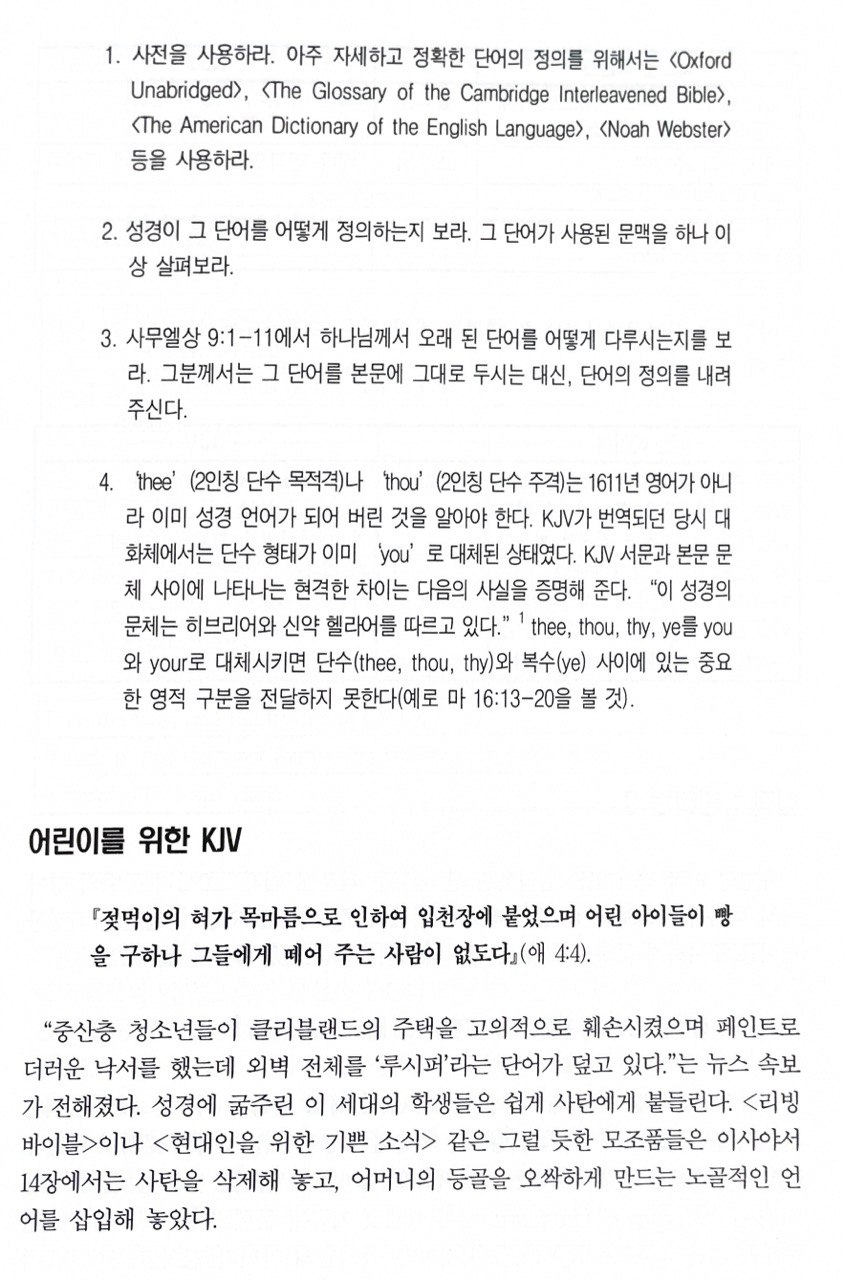 1. 사전을 사용하라. 아주 자세하고 정확한 단어의 정의를 위해서는 <Oxford
Unabridged>, <The Glossary of the Cambridge Interleavened Bible>,
<The American Dictionary of the English Language>, <Noah Webster>
등을 사용하라.
2. 성경이 그 단어를 어떻게 정의하는지 보라. 그 단어가 사용된 문맥을 하나 이
상 살펴보라.
3. 사무엘상 9:1-11에서 하나님께서 오래 된 단어를 어떻게 다루시는지를 보
라. 그분께서는 그 단어를 본문에 그대로 두시는 대신, 단어의 정의를 내려
주신다.
4. ‘thee’(2인칭 단수 목적격)나 ‘thou’(2인칭 단수 주격)는 1611년 영어가 아니
라 이미 성경 언어가 되어 버린 것을 알아야 한다. KJV가 번역되던 당시 대
화체에서는 단수 형태가 이미 ‘you’로 대체된 상태였다. KJV 서문과 본문 문
체 사이에 나타나는 현격한 차이는 다음의 사실을 증명해 준다. “이 성경의
문체는 히브리어와 신약 헬라어를 따르고 있다.” 1 thee, thou, thy, ye를 you
와 your로 대체시키면 단수(thee, thou, thy)와 복수(ye) 사이에 있는 중요
한 영적 구분을 전달하지 못한다(예로 마 16:13-20을 볼 것).
어린이를 위한 KJV
『젖먹이의 혀가 목마름으로 인하여 입천장에 붙었으며 어린 아이들이 빵
을 구하나 그들에게 떼어 주는 사람이 없도다』(애 4:4).
“중산층 청소년들이 클리블랜드의 주택을 고의적으로 훼손시켰으며 페인트로
더러운 낙서를 했는데 외벽 전체를 ‘루시퍼’라는 단어가 덮고 있다.”는 뉴스 속보
가 전해졌다. 성경에 굶주린 이 세대의 학생들은 쉽게 사탄에게 붙들린다. <리빙
바이블>이나 <현대인을 위한 기쁜 소식> 같은 그럴 듯한 모조품들은 이사야서
14장에서는 사탄을 삭제해 놓고, 어머니의 등골을 오싹하게 만드는 노골적인 언
어를 삽입해 놓았다.